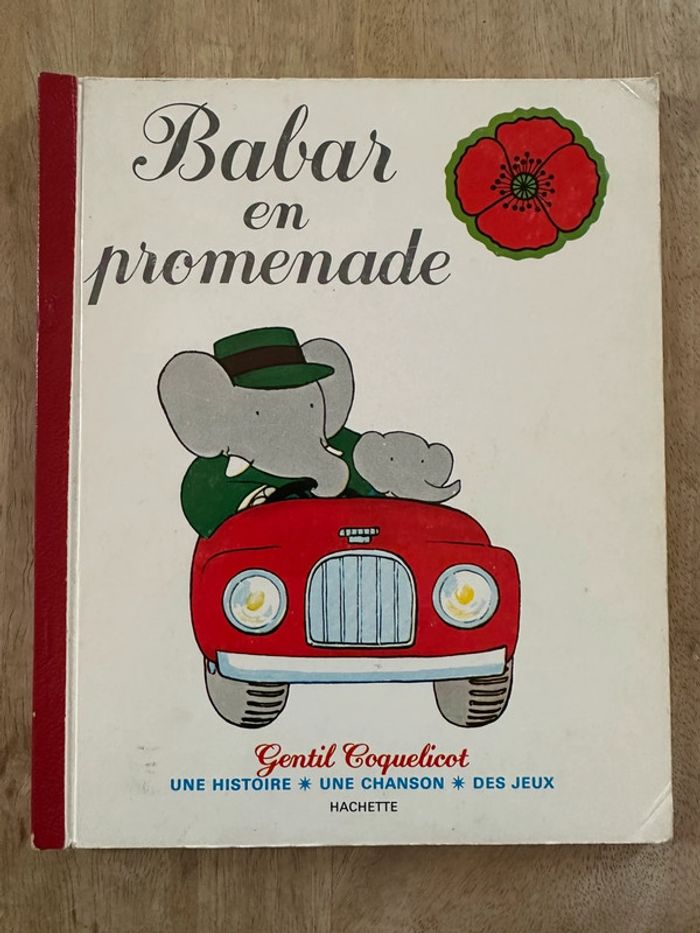 Babar
en
promenade
Gentil Coquelicot
UNE HISTOIRE * UNE CHANSON * DES JEUX
HACHETTE